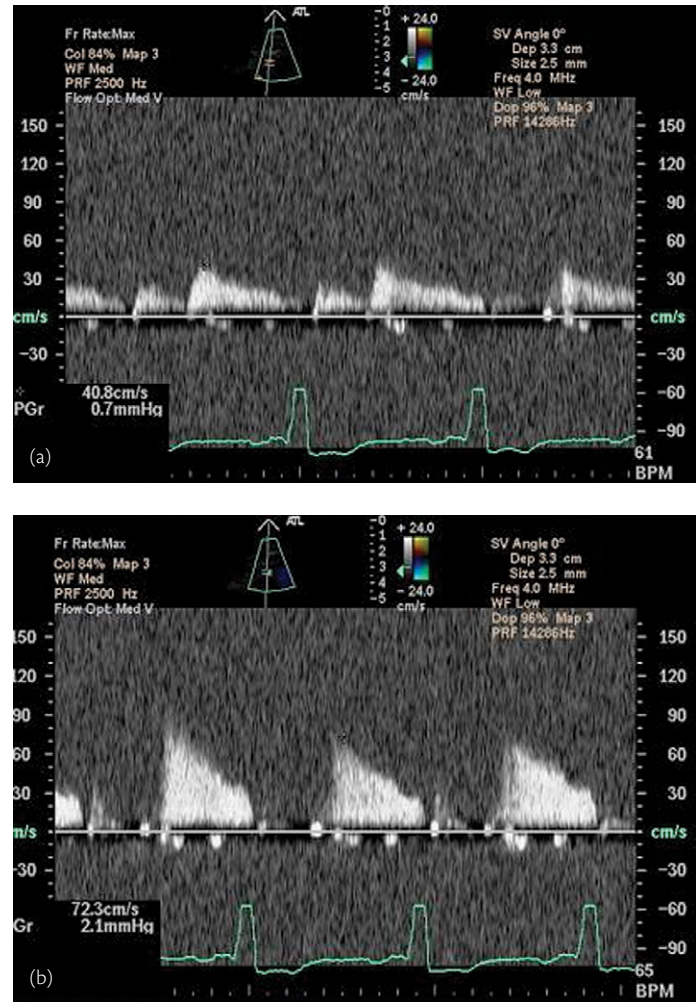 ATL
Fr Rate:Max
Col 84% Map 3
WF Med
PRF 2500 Hz
Flow Opt: Med V
0
1
2
3
4
5
+ 24.0
- 24.0
cm/s
SV Angle 0°
Dep 3.3 cm
Size 2.5 mm
Freq 4.0 MHz
WF Low
Dop 96% Map 3
PRF 14286Hz
150 150
120 120
90 90
60 60
30 30
cm/s cm/s
-30 -30
-60
-90
40.8cm/s
PGr 0.7mmHg
(a)
61
BPM
ATL
Fr Rate:Max
Col 84% Map 3
WF Med
PRF 2500 Hz
Flow Opt: Med V
0
1
2
3
4
5
+ 24.0
- 24.0
cm/s
SV Angle 0°
Dep 3.3 cm
Size 2.5 mm
Freq 4.0 MHz
WF Low
Dop 96% Map 3
PRF 14286Hz
150 150
120 120
90 90
60 60
30 30
m/s cm/s
-30 -30
-60
-90
72.3cm/s
Gr 2.1mmHg
(b)
65
BPM